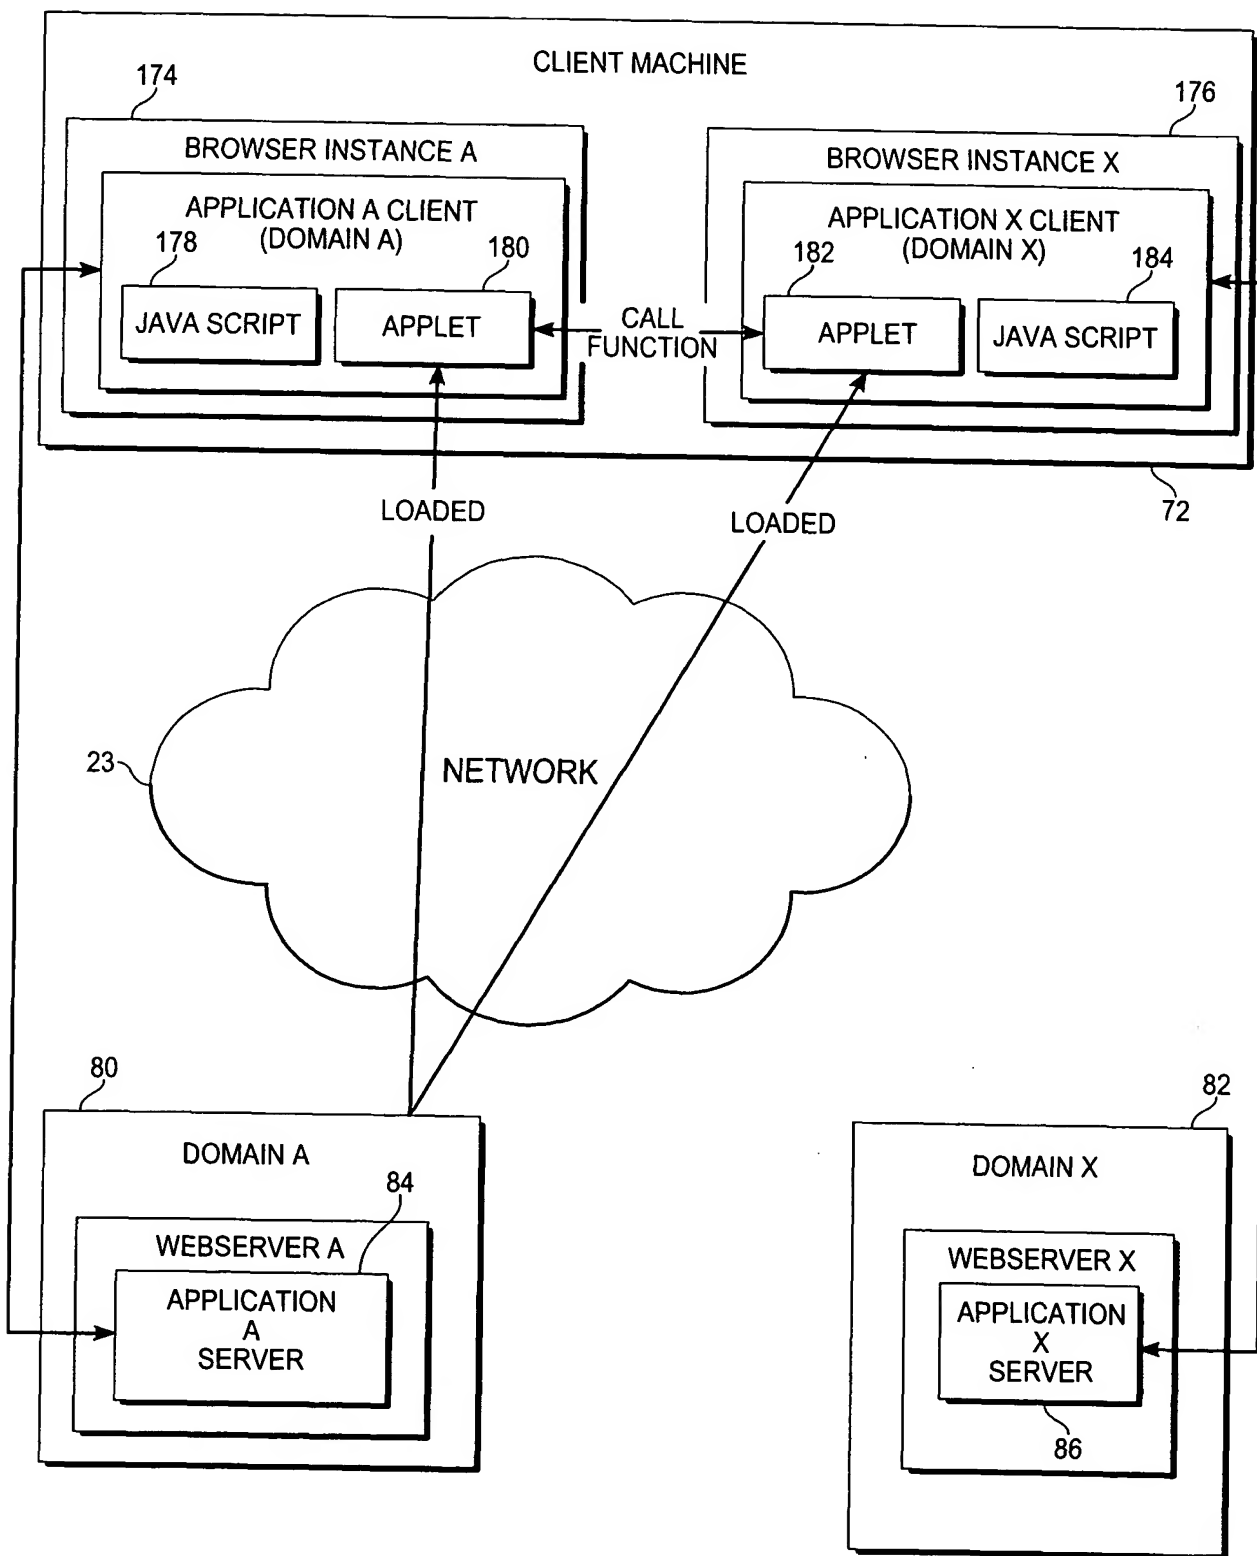 CLIENT MACHINE
174
176
BROWSER INSTANCE A
BROWSER INSTANCE X
APPLICATION A CLIENT
(DOMAIN A)
APPLICATION X CLIENT
(DOMAIN X)
178
180
182
184
JAVA SCRIPT
APPLET
CALL
FUNCTION
APPLET
JAVA SCRIPT
LOADED
LOADED
72
23
NETWORK
80
82
DOMAIN A
DOMAIN X
84
WEBSERVER A
WEBSERVER X
APPLICATION
A
SERVER
APPLICATION
X
SERVER
86